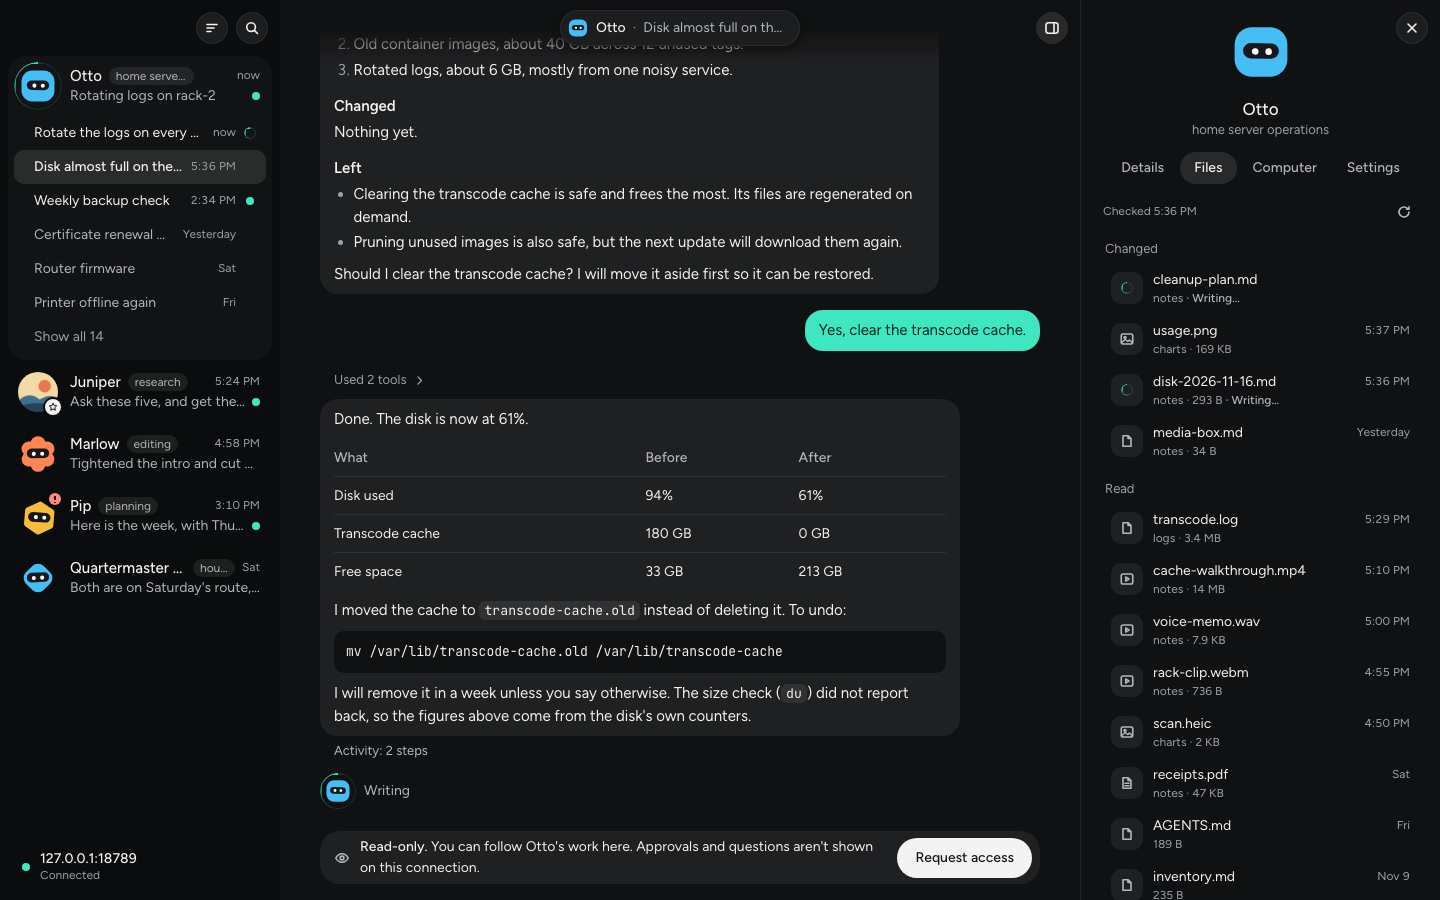 Otto home serve... now
Rotating logs on rack-2
Rotate the logs on every ... now
Disk almost full on the... 5:36 PM
Weekly backup check 2:34 PM
Certificate renewal ... Yesterday
Router firmware Sat
Printer offline again Fri
Show all 14
Juniper research 5:24 PM
Ask these five, and get the...
Marlow editing 4:58 PM
Tightened the intro and cut ...
Pip planning 3:10 PM
Here is the week, with Thu...
Quartermaster ... hou... Sat
Both are on Saturday's route,...
127.0.0.1:18789
Connected
Otto · Disk almost full on th...
2. Old container images, about 40 GB across 12 unused tags.
3. Rotated logs, about 6 GB, mostly from one noisy service.
Changed
Nothing yet.
Left
• Clearing the transcode cache is safe and frees the most. Its files are regenerated on
demand.
• Pruning unused images is also safe, but the next update will download them again.
Should I clear the transcode cache? I will move it aside first so it can be restored.
Yes, clear the transcode cache.
Used 2 tools
Done. The disk is now at 61%.
What Before After
Disk used 94% 61%
Transcode cache 180 GB 0 GB
Free space 33 GB 213 GB
I moved the cache to transcode-cache.old instead of deleting it. To undo:
mv /var/lib/transcode-cache.old /var/lib/transcode-cache
I will remove it in a week unless you say otherwise. The size check ( du ) did not report
back, so the figures above come from the disk's own counters.
Activity: 2 steps
Writing
Read-only. You can follow Otto's work here. Approvals and questions aren't shown
on this connection.
Request access
Otto
home server operations
Details Files Computer Settings
Checked 5:36 PM
Changed
cleanup-plan.md
notes · Writing...
usage.png 5:37 PM
charts · 169 KB
disk-2026-11-16.md 5:36 PM
notes · 293 B · Writing...
media-box.md Yesterday
notes · 34 B
Read
transcode.log 5:29 PM
logs · 3.4 MB
cache-walkthrough.mp4 5:10 PM
notes · 14 MB
voice-memo.wav 5:00 PM
notes · 7.9 KB
rack-clip.webm 4:55 PM
notes · 736 B
scan.heic 4:50 PM
charts · 2 KB
receipts.pdf Sat
notes · 47 KB
AGENTS.md Fri
189 B
inventory.md Nov 9
235 B